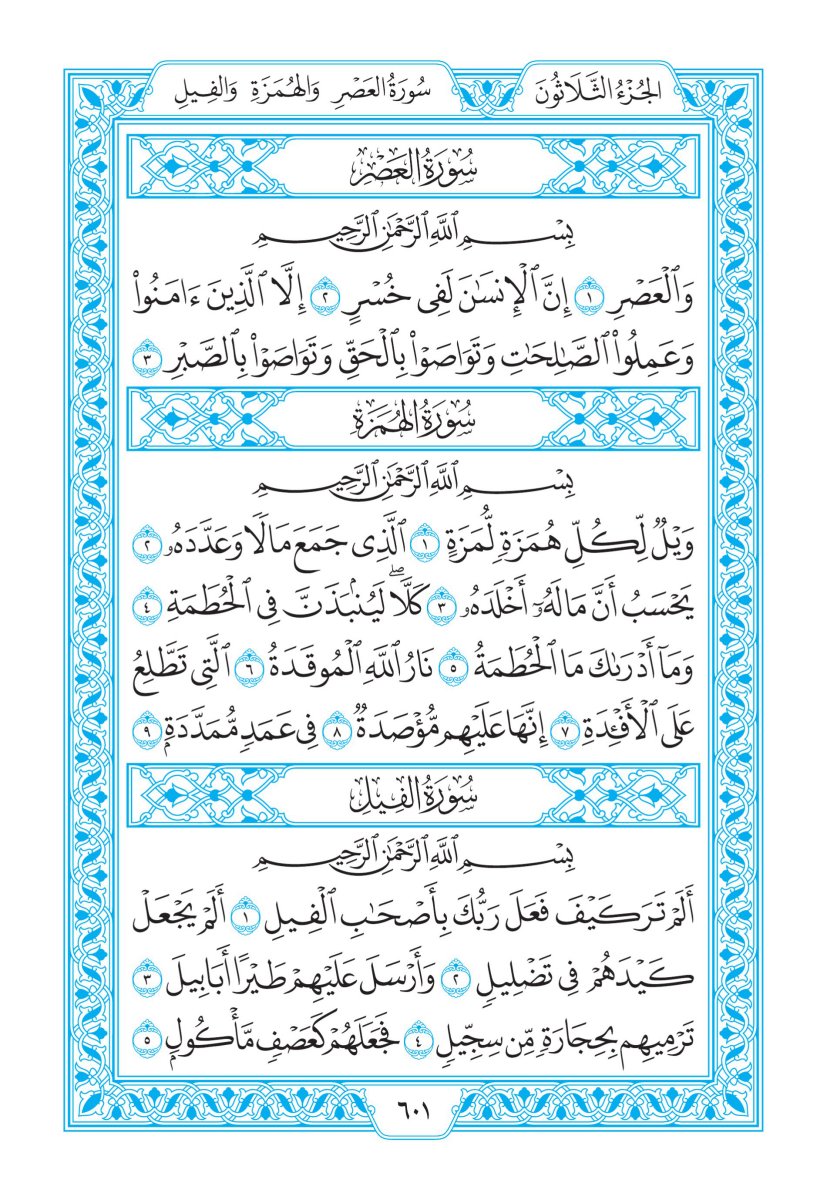 الجُزْءُ الثَّلَاثُونَ
سُورَةُ العَصْرِ وَالهُمَزَةِ وَالفِيلِ
سُورَةُ العَصْرِ
بِسْمِ ٱللَّهِ ٱلرَّحْمَٰنِ ٱلرَّحِيمِ
وَٱلْعَصْرِ ١ إِنَّ ٱلْإِنسَٰنَ لَفِى خُسْرٍ ٢ إِلَّا ٱلَّذِينَ ءَامَنُوا۟
وَعَمِلُوا۟ ٱلصَّٰلِحَٰتِ وَتَوَاصَوْا۟ بِٱلْحَقِّ وَتَوَاصَوْا۟ بِٱلصَّبْرِ ٣
سُورَةُ الهُمَزَةِ
بِسْمِ ٱللَّهِ ٱلرَّحْمَٰنِ ٱلرَّحِيمِ
وَيْلٌ لِّكُلِّ هُمَزَةٍ لُّمَزَةٍ ١ ٱلَّذِى جَمَعَ مَالًا وَعَدَّدَهُۥ ٢
يَحْسَبُ أَنَّ مَالَهُۥٓ أَخْلَدَهُۥ ٣ كَلَّا ۖ لَيُنۢبَذَنَّ فِى ٱلْحُطَمَةِ ٤
وَمَآ أَدْرَىٰكَ مَا ٱلْحُطَمَةُ ٥ نَارُ ٱللَّهِ ٱلْمُوقَدَةُ ٦ ٱلَّتِى تَطَّلِعُ
عَلَى ٱلْأَفْـِٔدَةِ ٧ إِنَّهَا عَلَيْهِم مُّؤْصَدَةٌ ٨ فِى عَمَدٍ مُّمَدَّدَةٍۭ ٩
سُورَةُ الفِيلِ
بِسْمِ ٱللَّهِ ٱلرَّحْمَٰنِ ٱلرَّحِيمِ
أَلَمْ تَرَ كَيْفَ فَعَلَ رَبُّكَ بِأَصْحَٰبِ ٱلْفِيلِ ١ أَلَمْ يَجْعَلْ
كَيْدَهُمْ فِى تَضْلِيلٍ ٢ وَأَرْسَلَ عَلَيْهِمْ طَيْرًا أَبَابِيلَ ٣
تَرْمِيهِم بِحِجَارَةٍ مِّن سِجِّيلٍ ٤ فَجَعَلَهُمْ كَعَصْفٍ مَّأْكُولٍۭ ٥
٦٠١